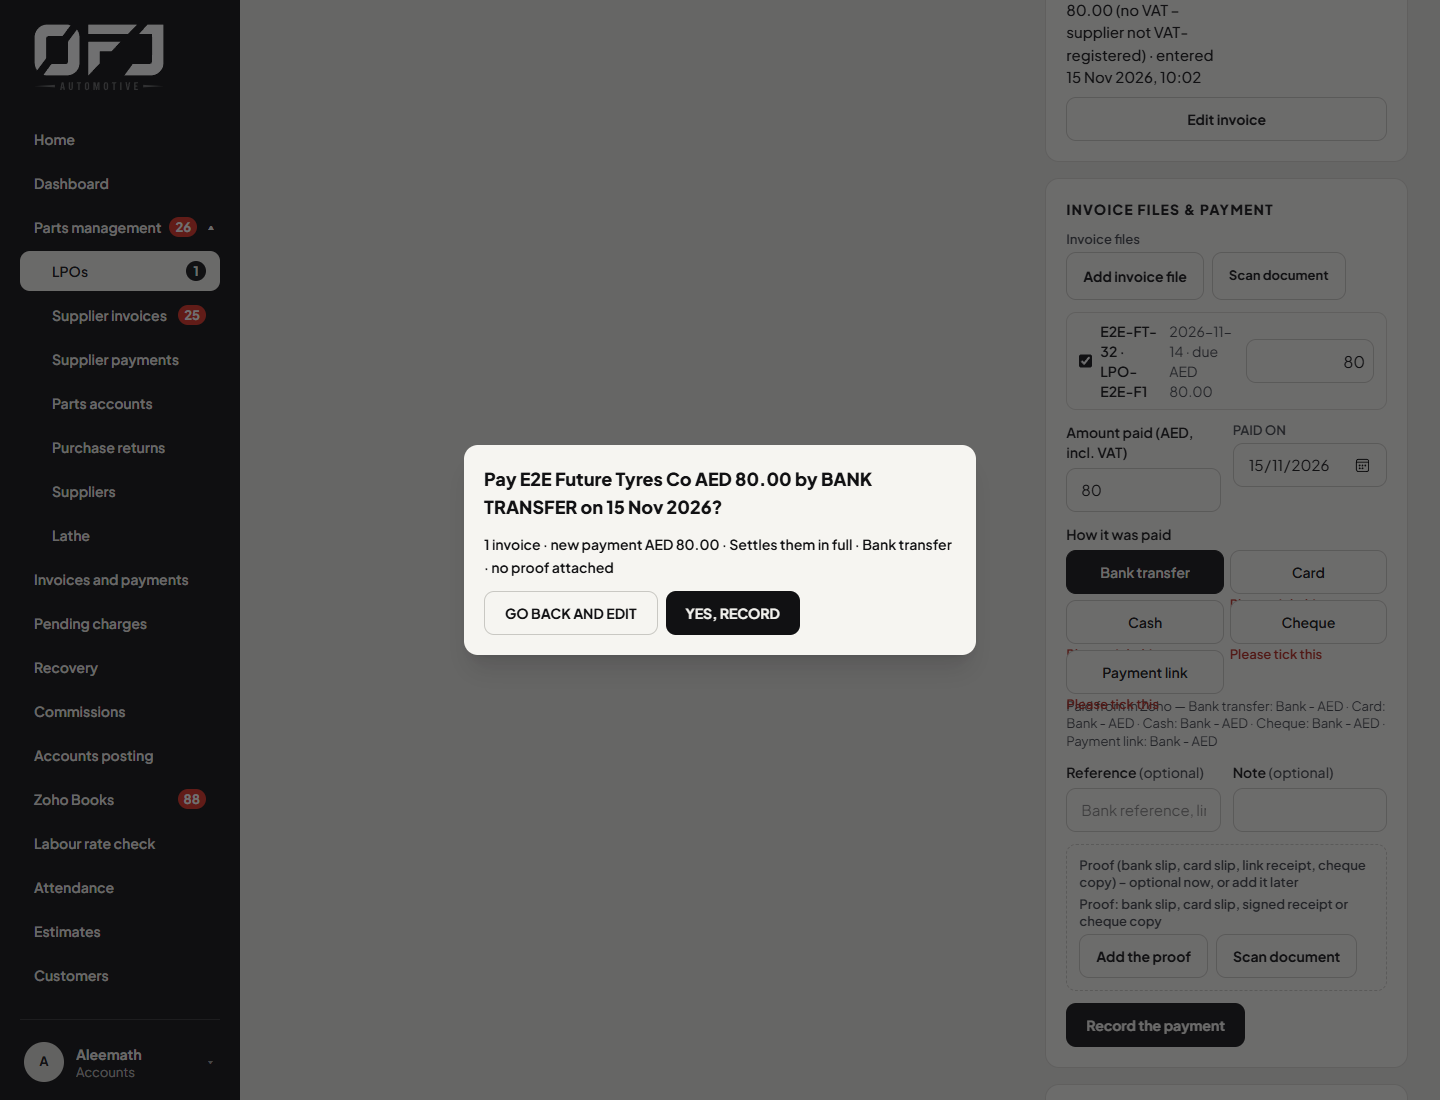 OFJ
AUTOMOTIVE
Home
Dashboard
Parts management 26
LPOs 1
Supplier invoices 25
Supplier payments
Parts accounts
Purchase returns
Suppliers
Lathe
Invoices and payments
Pending charges
Recovery
Commissions
Accounts posting
Zoho Books 88
Labour rate check
Attendance
Estimates
Customers
A
Aleemath
Accounts
80.00 (no VAT –
supplier not VAT-
registered) · entered
15 Nov 2026, 10:02
Edit invoice
INVOICE FILES & PAYMENT
Invoice files
Add invoice file Scan document
E2E-FT-
32 ·
LPO-
E2E-F1
2026-11-
14 · due
AED
80.00
80
Amount paid (AED,
incl. VAT)
80
PAID ON
15/11/2026
How it was paid
Bank transfer Card
Cash Cheque
Please tick this
Payment link
Please tick this
Paid from in Zoho — Bank transfer: Bank - AED · Card:
Bank - AED · Cash: Bank - AED · Cheque: Bank - AED ·
Payment link: Bank - AED
Reference (optional) Note (optional)
Bank reference,
Proof (bank slip, card slip, link receipt, cheque
copy) – optional now, or add it later
Proof: bank slip, card slip, signed receipt or
cheque copy
Add the proof Scan document
Record the payment
Pay E2E Future Tyres Co AED 80.00 by BANK
TRANSFER on 15 Nov 2026?
1 invoice · new payment AED 80.00 · Settles them in full · Bank transfer
· no proof attached
GO BACK AND EDIT YES, RECORD